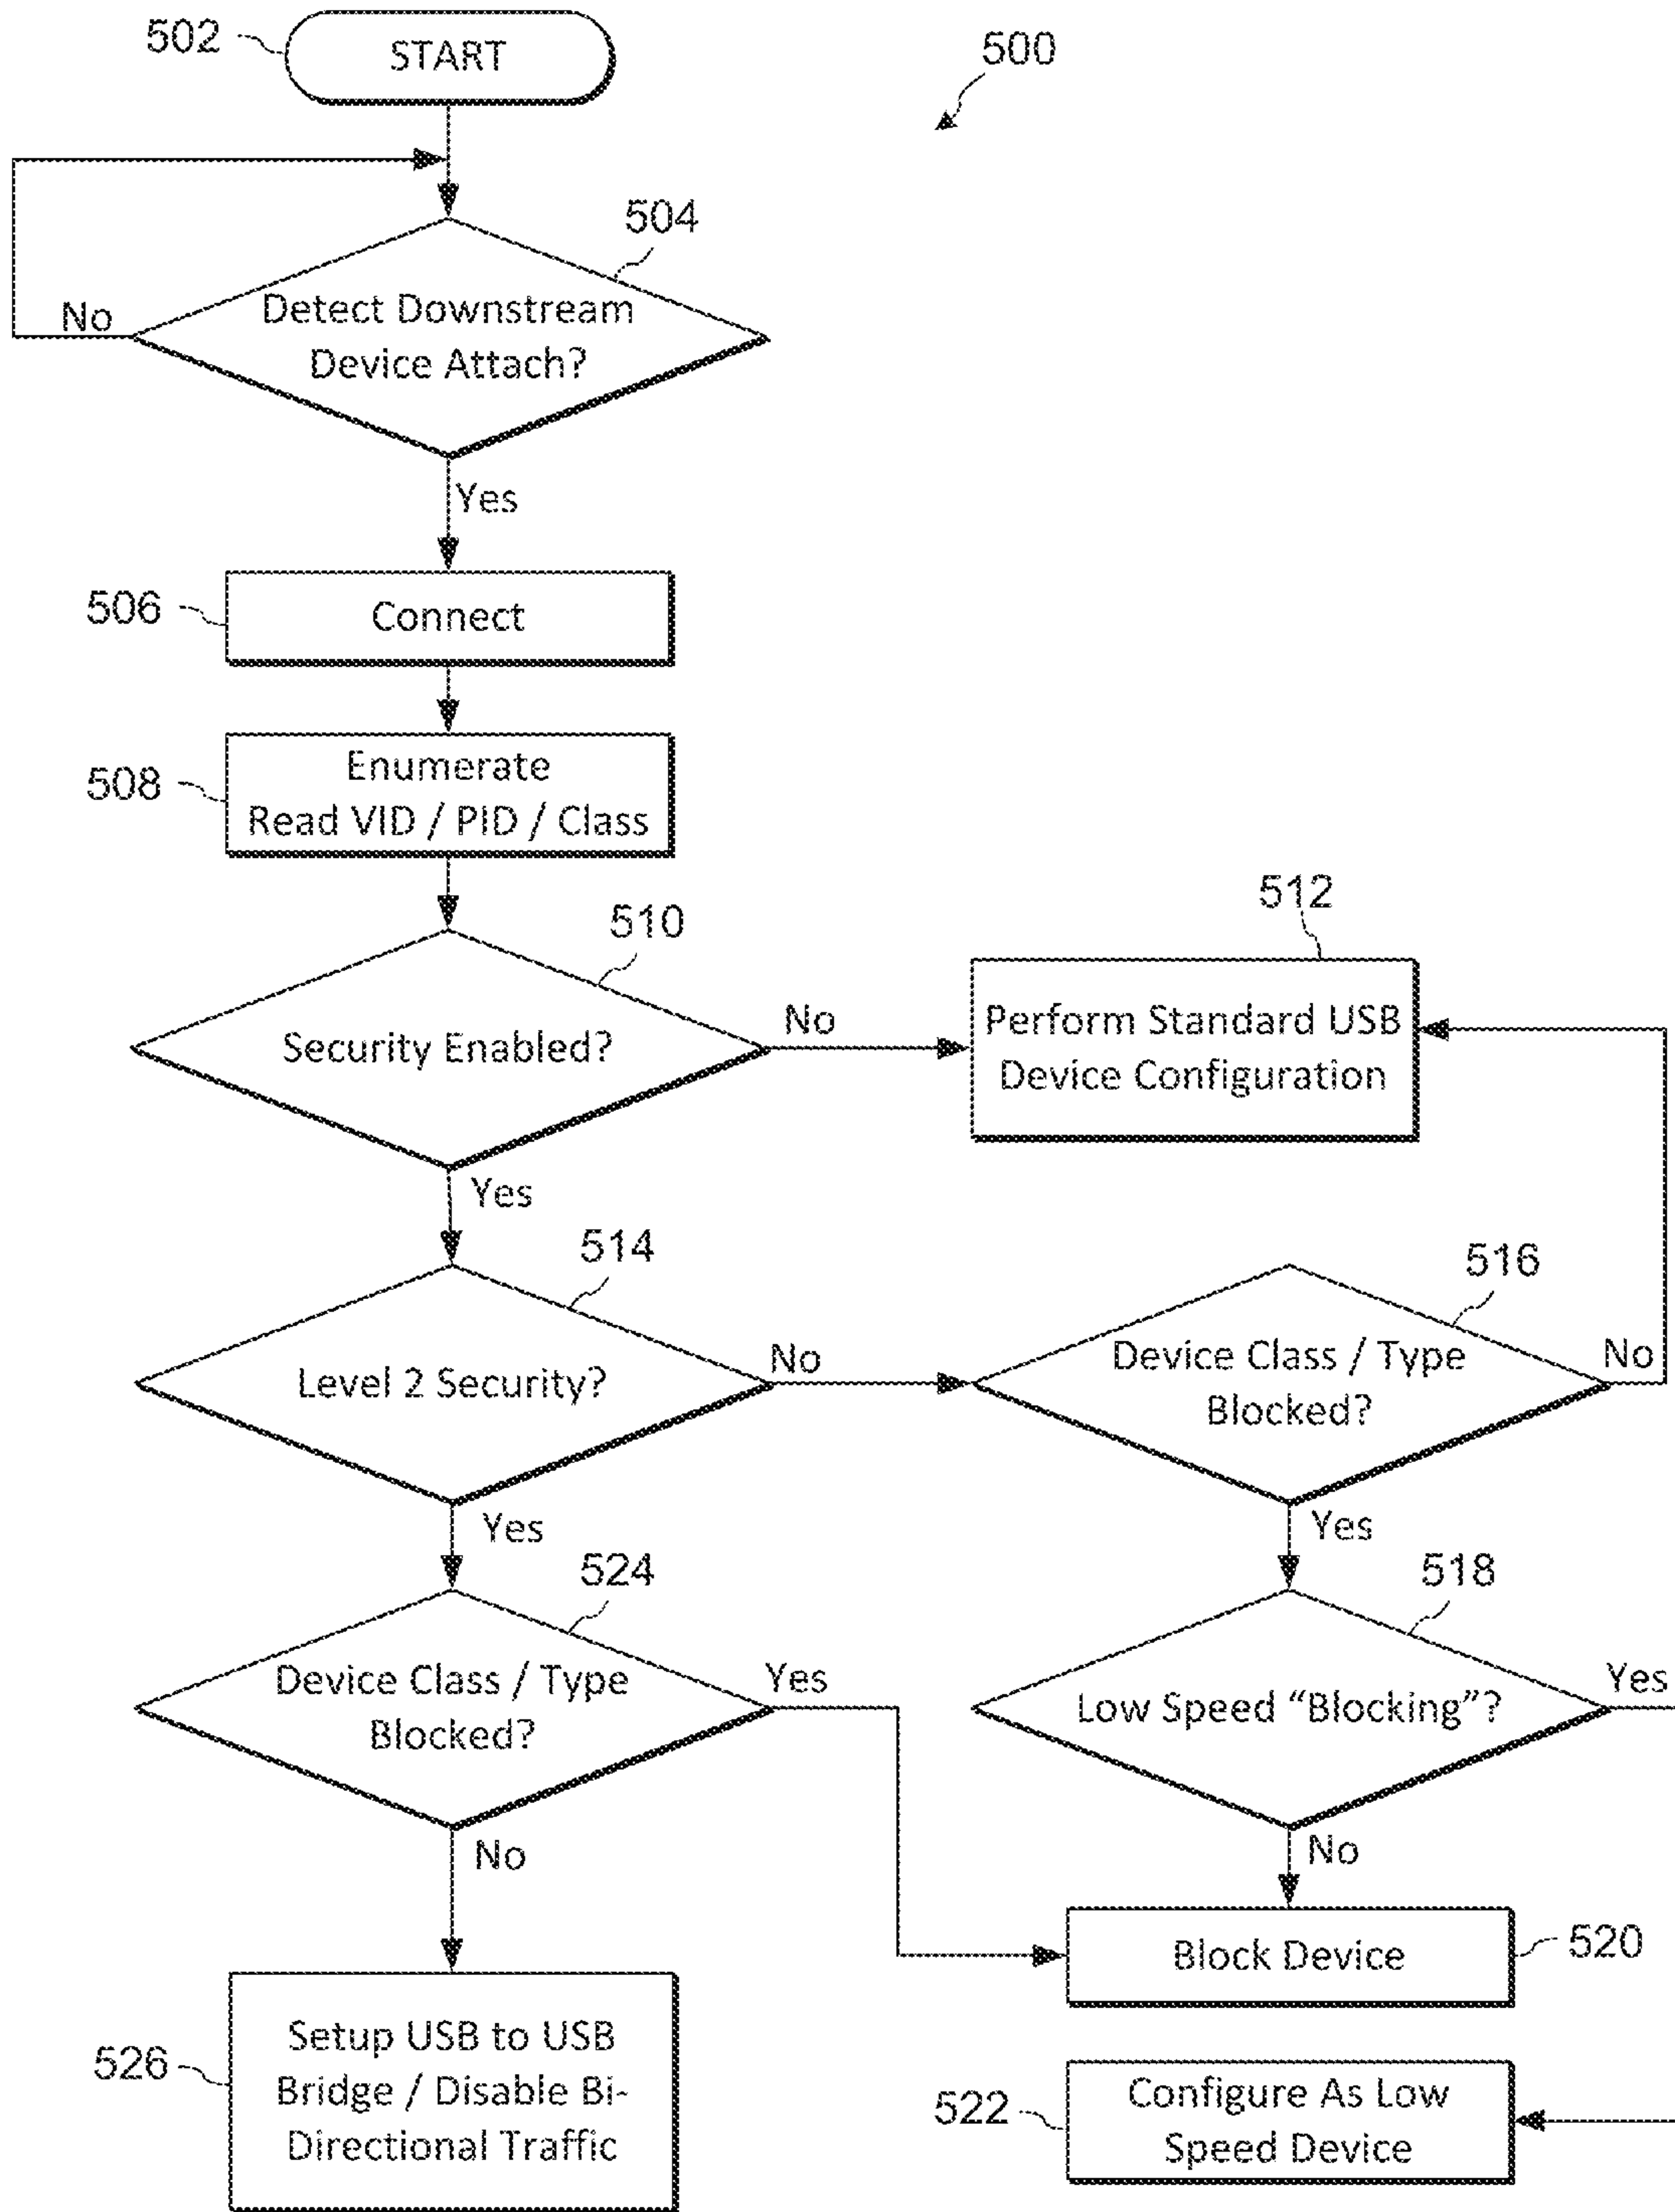 502
START
500
504
No
Detect Downstream
Device Attach?
Yes
506
Connect
508
Enumerate
Read VID / PID / Class
510
512
Security Enabled?
No
Perform Standard USB
Device Configuration
Yes
514
516
Level 2 Security?
No
Device Class / Type
Blocked?
No
Yes
Yes
524
518
Device Class / Type
Blocked?
Yes
Low Speed “Blocking”?
Yes
No
No
Block Device
520
526
Setup USB to USB
Bridge / Disable Bi-
Directional Traffic
522
Configure As Low
Speed Device